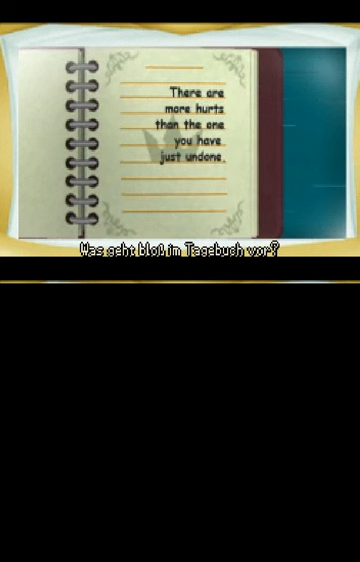 There are
more hurts
than the one
you have
just undone.
Was geht bloß im Tagebuch vor?